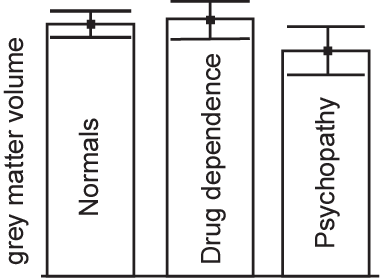 grey matter volume
Normals
Drug dependence
Psychopathy